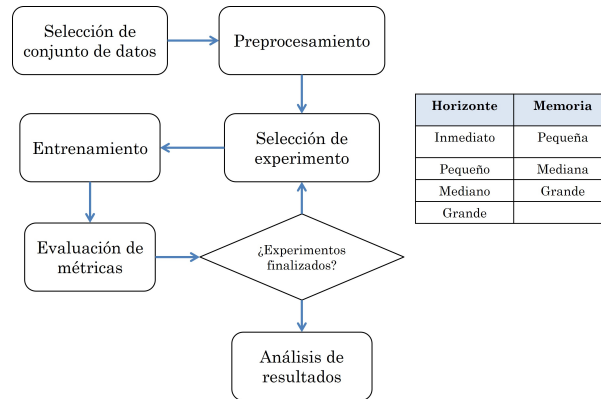 Selección de
conjunto de datos
Preprocesamiento
Entrenamiento
Selección de
experimento
Evaluación de
métricas
¿Experimentos
finalizados?
Análisis de
resultados
Horizonte Memoria
Inmediato Pequeña
Pequeño Mediana
Mediano Grande
Grande